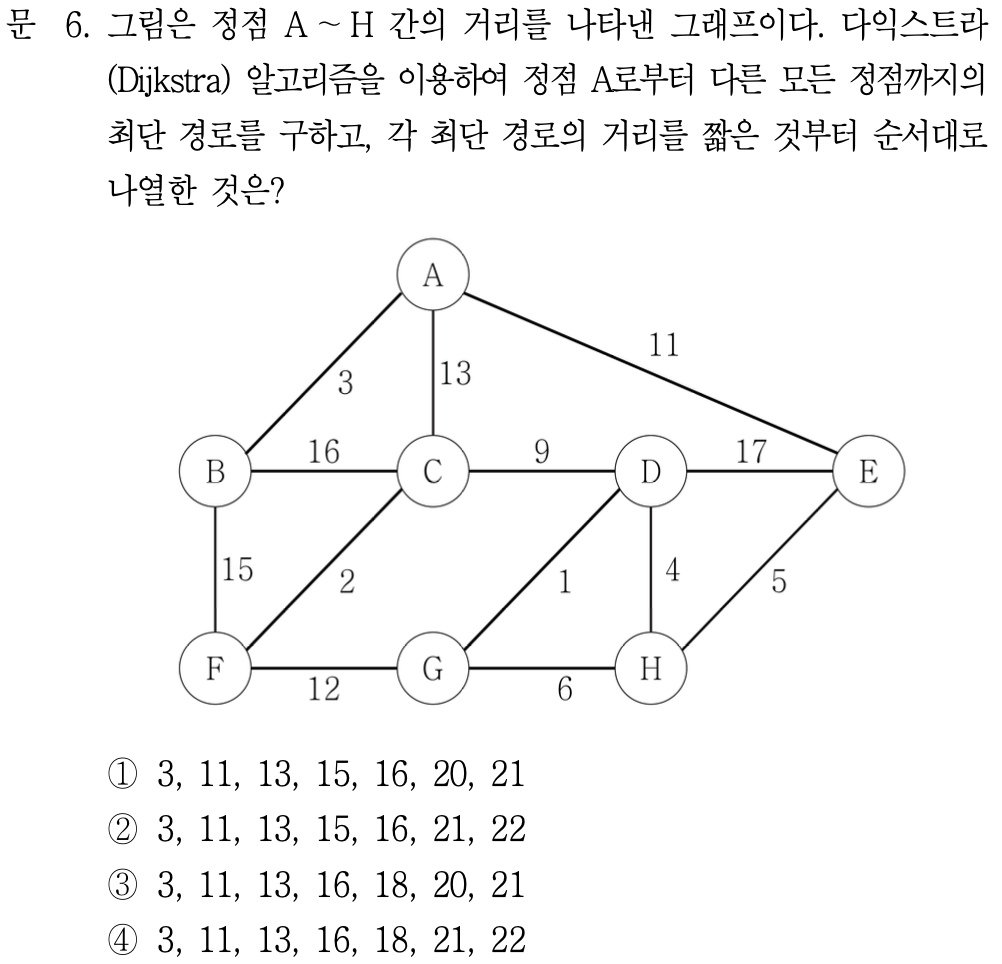 문 6. 그림은 정점 A ~ H 간의 거리를 나타낸 그래프이다. 다익스트라
(Dijkstra) 알고리즘을 이용하여 정점 A로부터 다른 모든 정점까지의
최단 경로를 구하고, 각 최단 경로의 거리를 짧은 것부터 순서대로
나열한 것은?
A
11
3 13
B 16 C 9 D 17 E
15 2 1 4 5
F 12 G 6 H
① 3, 11, 13, 15, 16, 20, 21
② 3, 11, 13, 15, 16, 21, 22
③ 3, 11, 13, 16, 18, 20, 21
④ 3, 11, 13, 16, 18, 21, 22